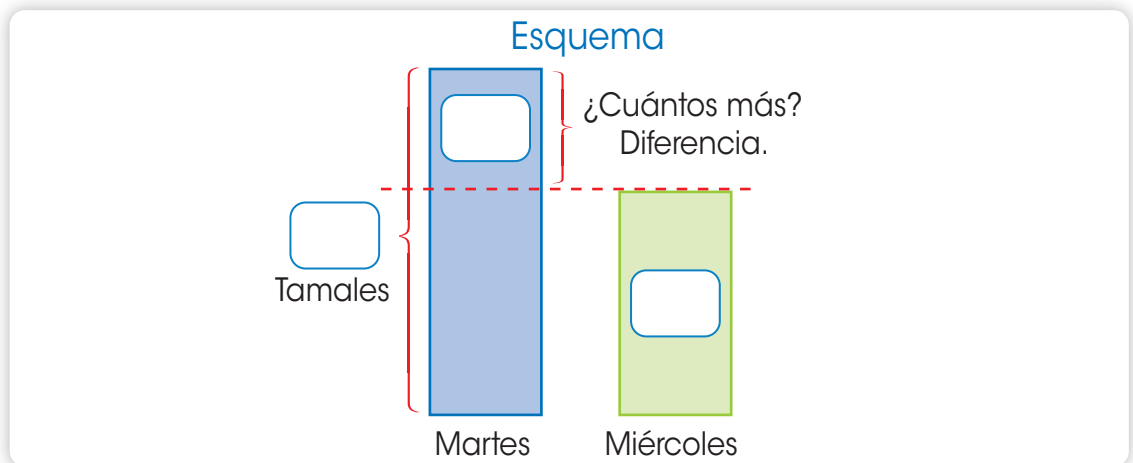 Esquema
¿Cuántos más?
Diferencia.
Tamales
Martes
Miércoles